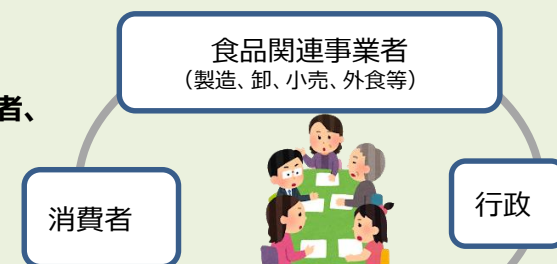 食品関連事業者
（製造、卸、小売、外食等）
者、
消費者
行政